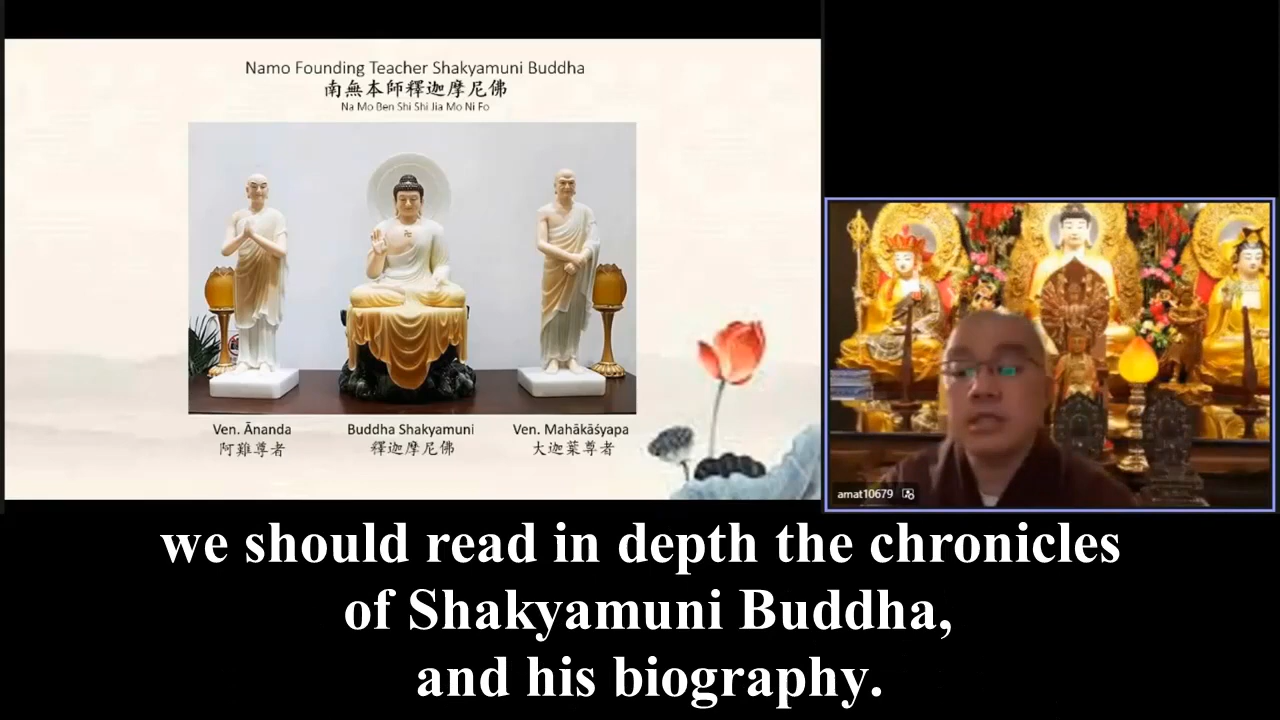 Namo Founding Teacher Shakyamuni Buddha
南無本師釋迦摩尼佛
Na Mo Ben Shi Shi Jia Mo Ni Fo
Ven. Ānanda
阿難尊者
Buddha Shakyamuni
釋迦摩尼佛
Ven. Mahākāśyapa
大迦葉尊者
amat10679
we should read in depth the chronicles
of Shakyamuni Buddha,
and his biography.